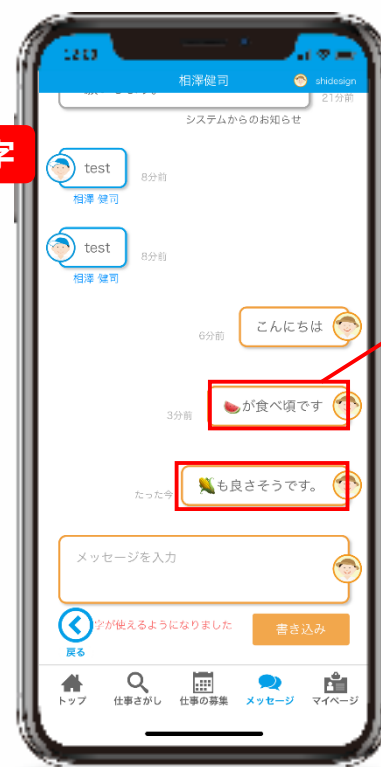 相澤健司
shidesign
21分前
システムからのお知らせ
字
test
8分前
相澤 健司
test
8分前
相澤 健司
こんにちは
6分前
🍉が食べ頃です
3分前
🌽も良さそうです。
たった今
メッセージを入力
字が使えるようになりました
書き込み
戻る
トップ 仕事さがし 仕事の募集 メッセージ マイページ